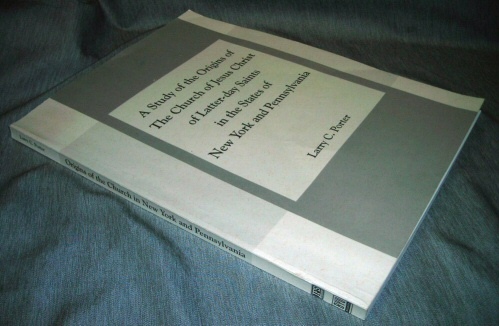 A Study of the Origins of
The Church of Jesus Christ
of Latter-day Saints
in the States of
New York and Pennsylvania
Larry C. Porter
Larry C. Porter
Origins of the Church in New York and Pennsylvania